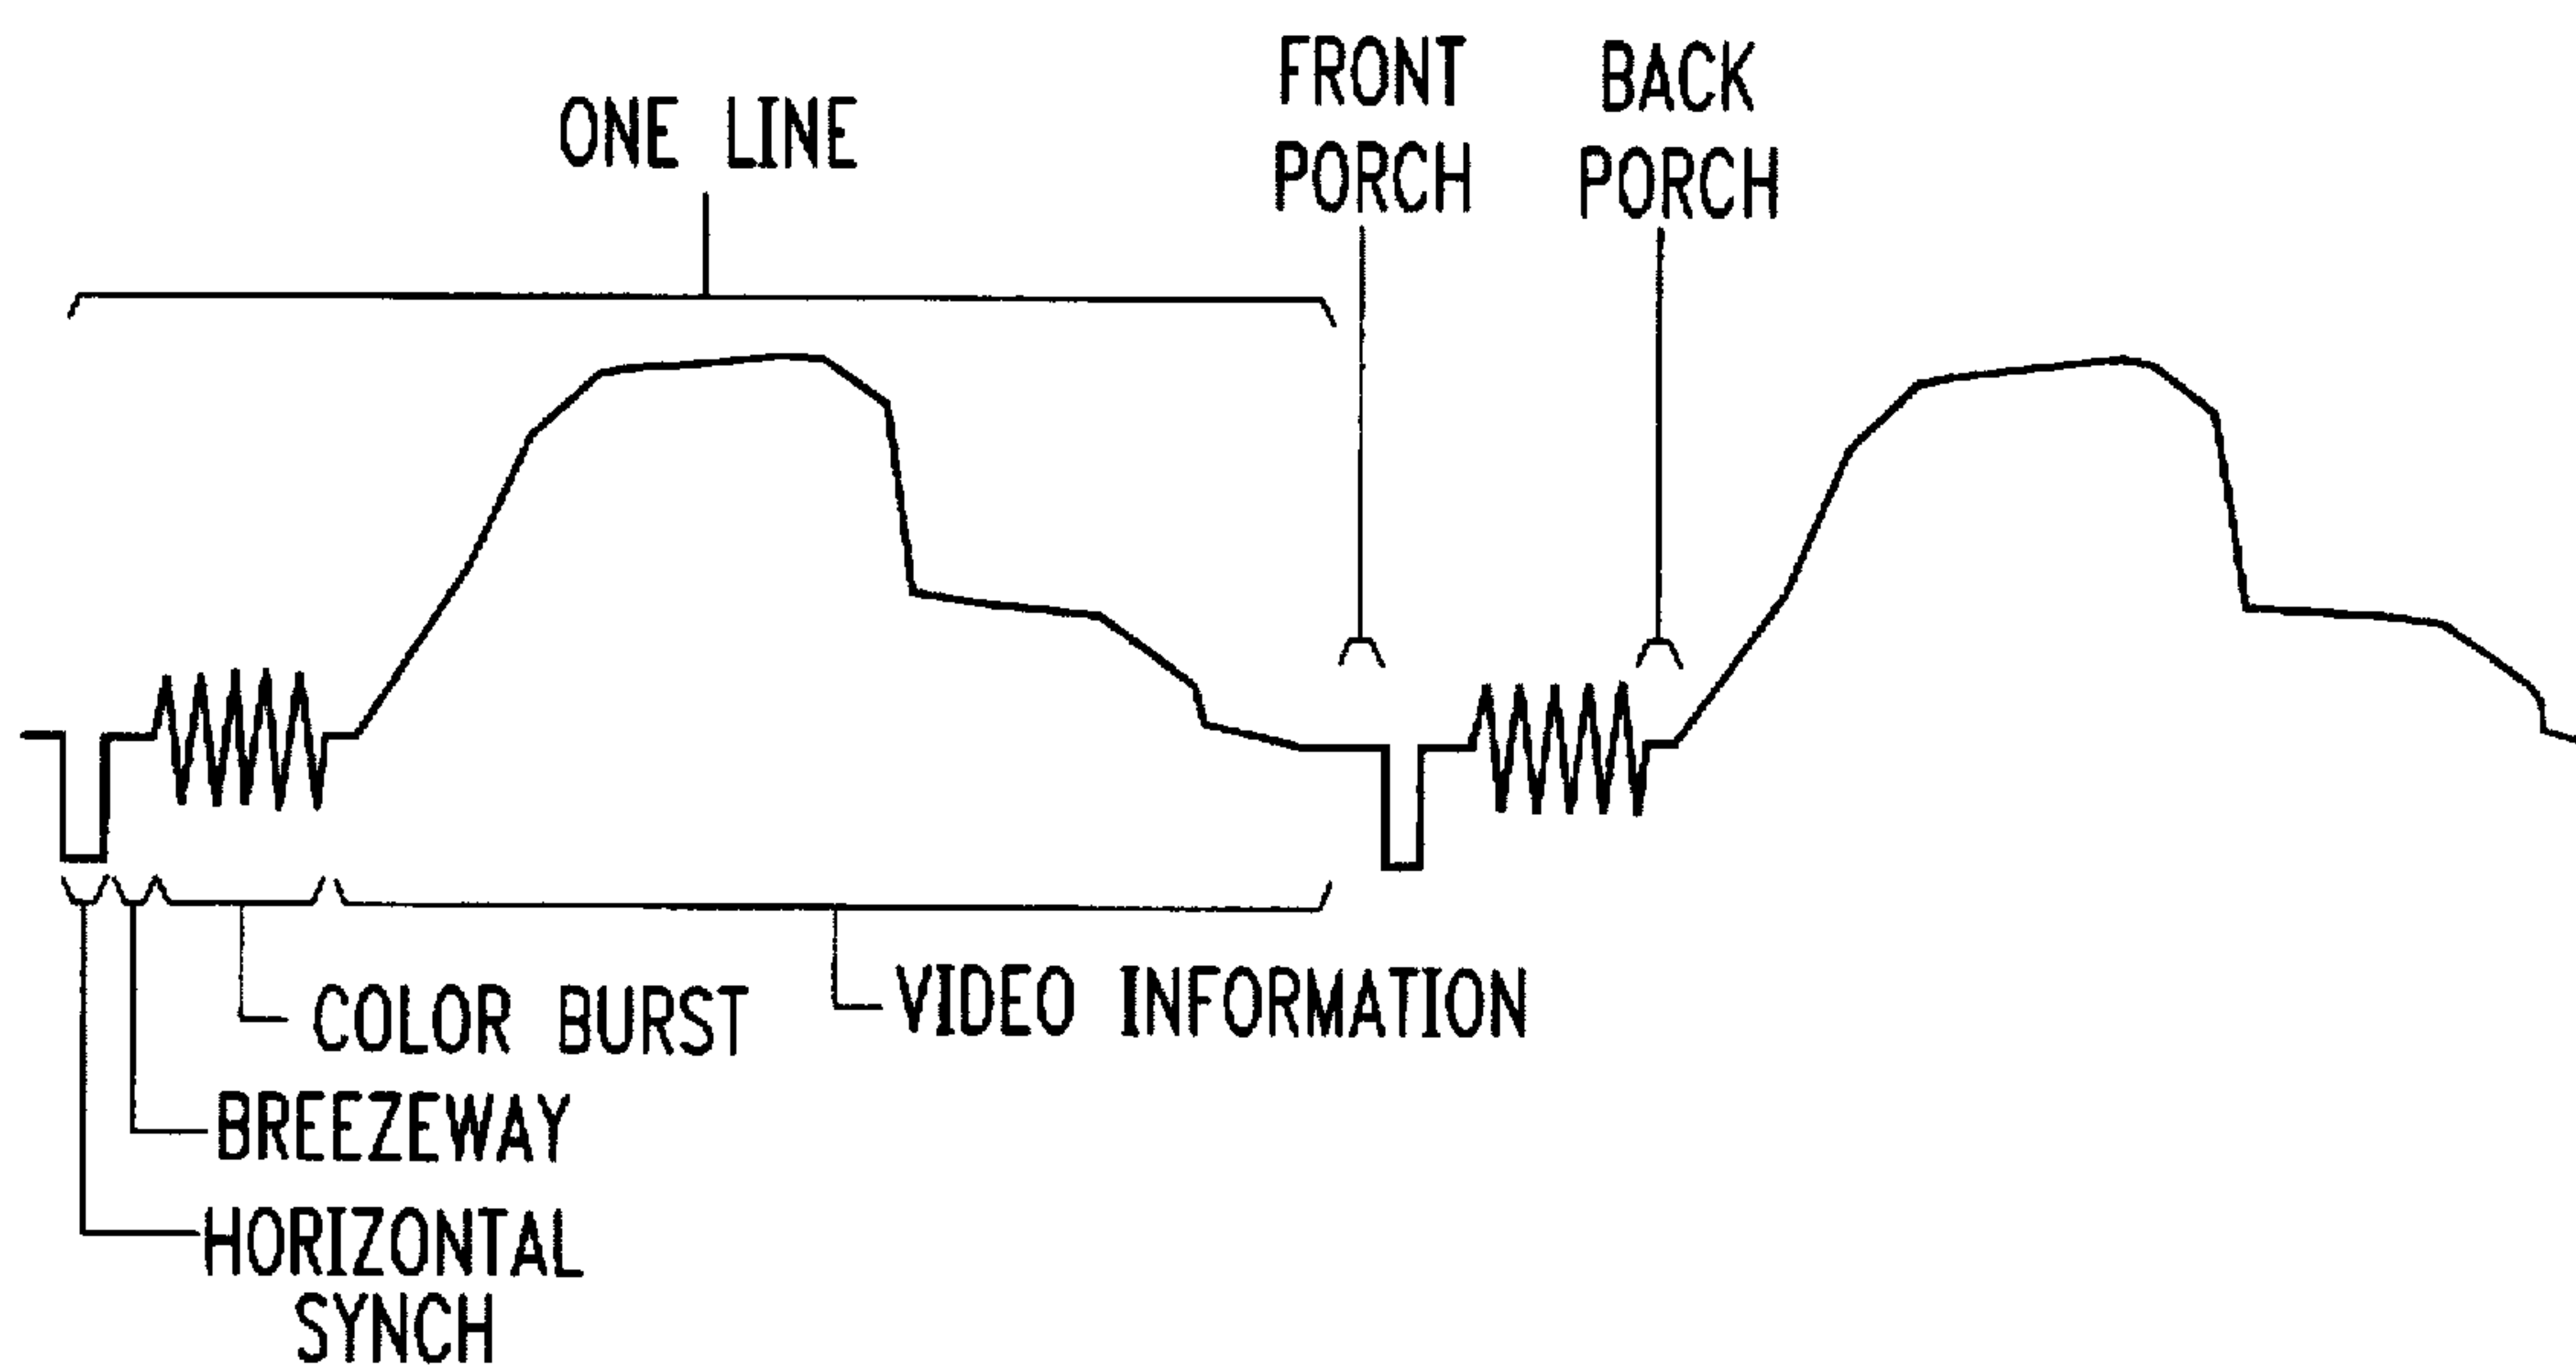 ONE LINE
FRONT
PORCH
BACK
PORCH
COLOR BURST
VIDEO INFORMATION
BREEZEWAY
HORIZONTAL
SYNCH